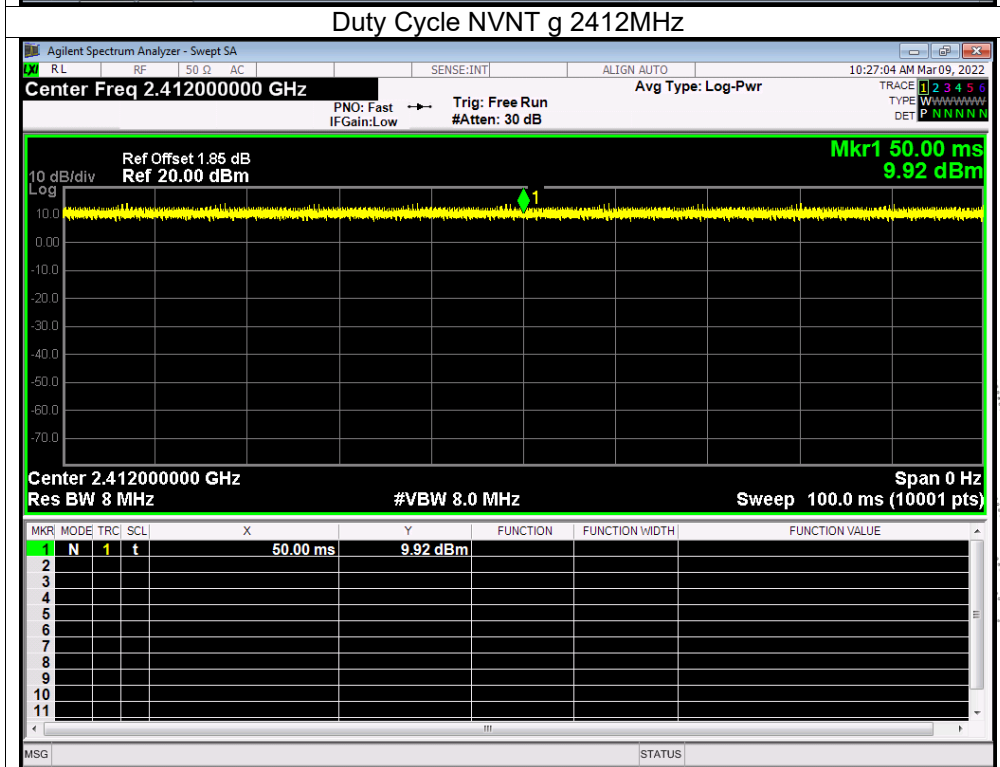 Duty Cycle NVNT g 2412MHz
Agilent Spectrum Analyzer - Swept SA
LXI RL RF 50 Ω AC SENSE:INT ALIGN AUTO 10:27:04 AM Mar 09, 2022
Center Freq 2.412000000 GHz Avg Type: Log-Pwr TRACE 1 2 3 4 5 6
PNO: Fast Trig: Free Run TYPE WWWWWW
IFGain:Low #Atten: 30 dB DET P N N N N N
Mkr1 50.00 ms
Ref Offset 1.85 dB
10 dB/div Ref 20.00 dBm 9.92 dBm
Log
1
10.0
0.00
-10.0
-20.0
-30.0
-40.0
-50.0
-60.0
-70.0
Center 2.412000000 GHz Span 0 Hz
Res BW 8 MHz #VBW 8.0 MHz Sweep 100.0 ms (10001 pts)
MKR MODE TRC SCL X Y FUNCTION FUNCTION WIDTH FUNCTION VALUE
1 N 1 t 50.00 ms 9.92 dBm
2
3
4
5
6
7
8
9
10
11
MSG STATUS